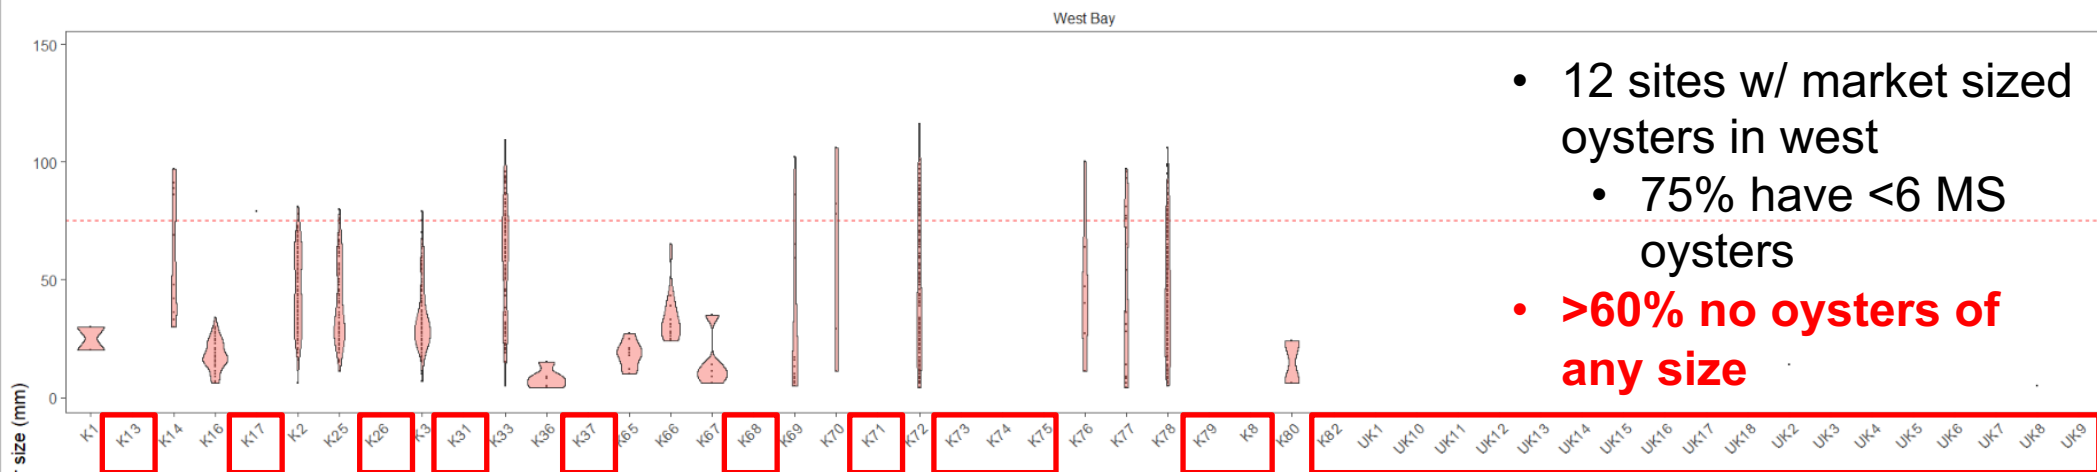 West Bay
150
100
50
0
r size (mm)
• 12 sites w/ market sized
oysters in west
• 75% have <6 MS
oysters
• >60% no oysters of
any size
K1 K13 K14 K16 K17 K2 K25 K26 K3 K31 K33 K36 K37 K65 K66 K67 K68 K69 K70 K71 K72 K73 K74 K75 K76 K77 K78 K79 K8 K80 K82 UK1 UK10 UK11 UK12 UK13 UK14 UK15 UK16 UK17 UK18 UK2 UK3 UK4 UK5 UK6 UK7 UK8 UK9